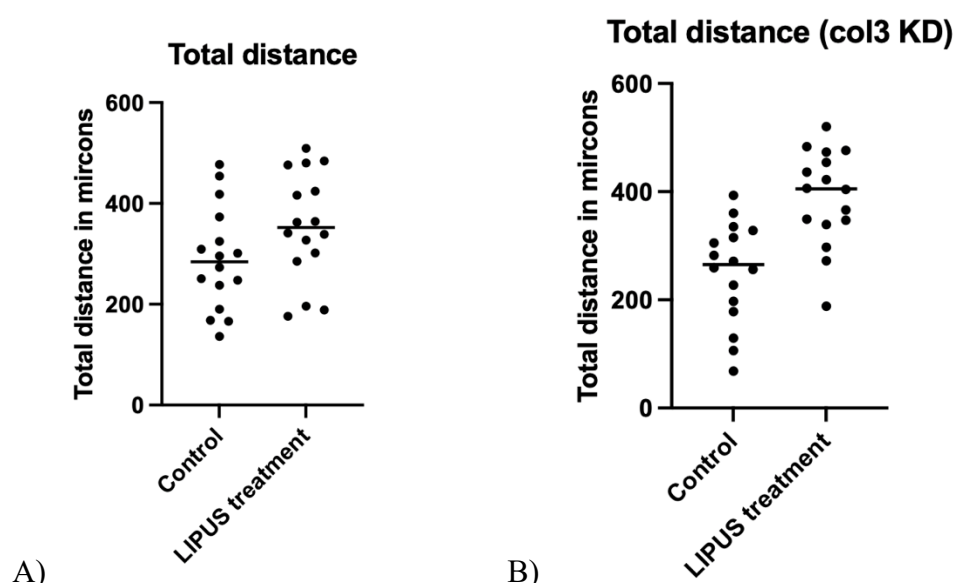 Total distance
Total distance in mircons
600
400
200
0
Control
LIPUS treatment
A)
Total distance (col3 KD)
Total distance in mircons
600
400
200
0
Control
LIPUS treatment
B)